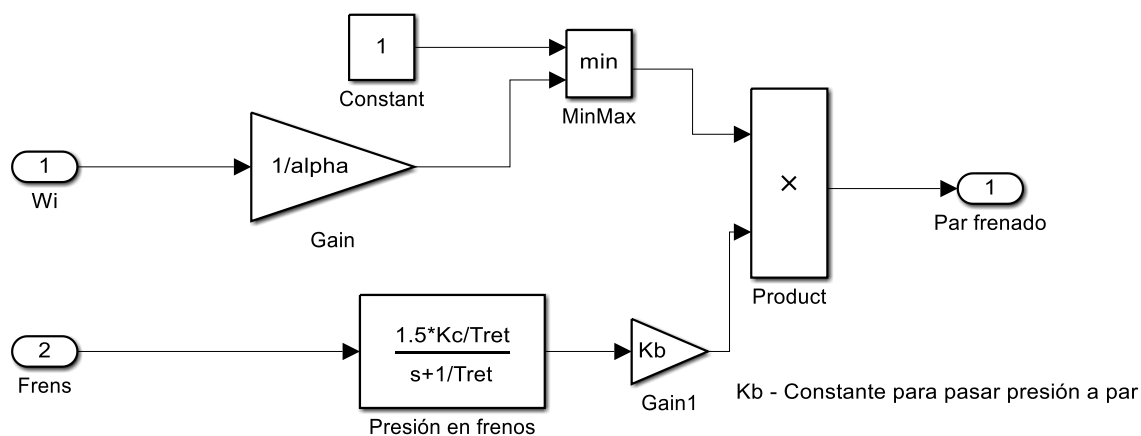 1
Constant
min
MinMax
1
Wi
1/alpha
Gain
×
Product
1
Par frenado
2
Frens
1.5*Kc/Tret
s+1/Tret
Presión en frenos
Kb
Gain1
Kb - Constante para pasar presión a par